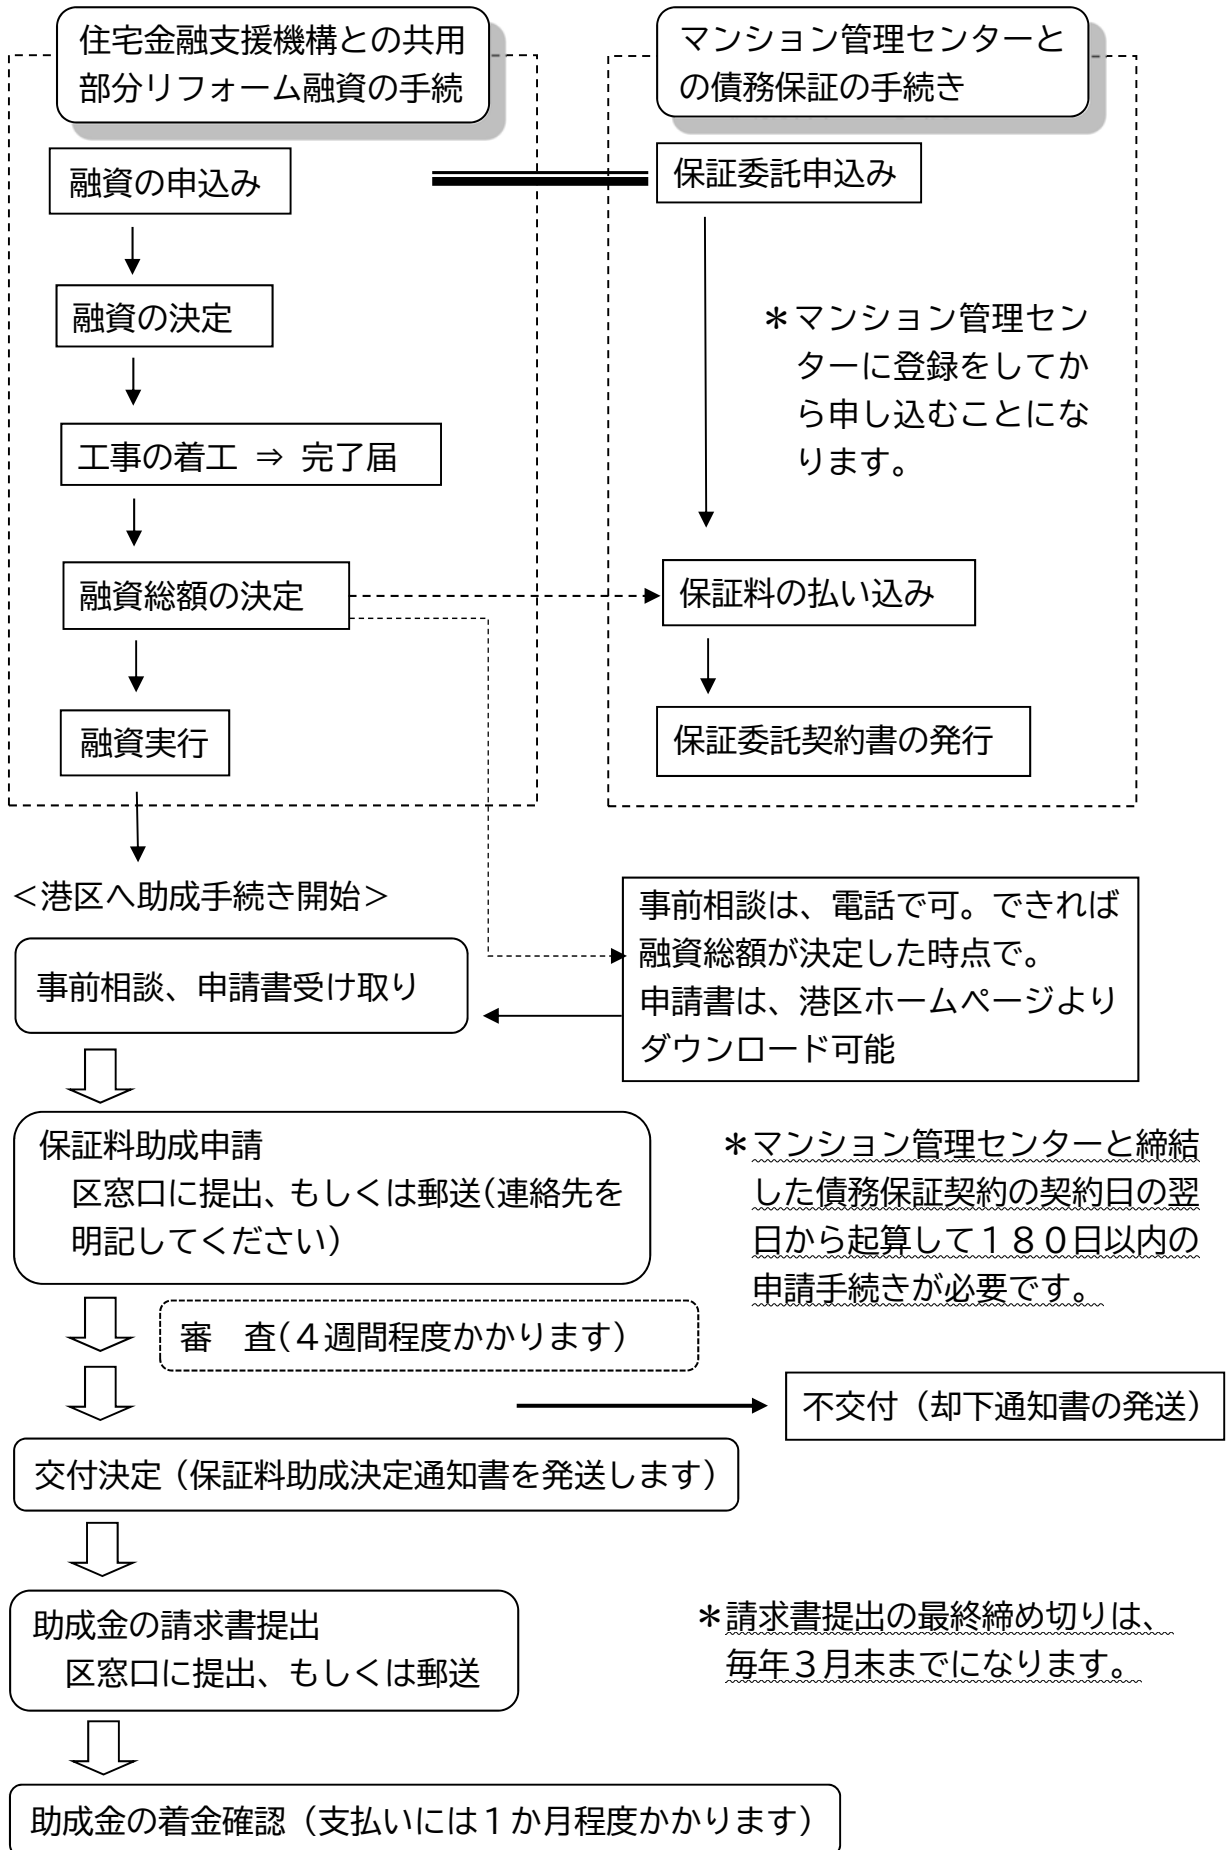 住宅金融支援機構との共用
部分リフォーム融資の手続
マンション管理センターと
の債務保証の手続き
融資の申込み
保証委託申込み
融資の決定
＊マンション管理セン
ターに登録をしてか
ら申し込むことにな
ります。
工事の着工 ⇒ 完了届
融資総額の決定
保証料の払い込み
融資実行
保証委託契約書の発行
＜港区へ助成手続き開始＞
事前相談、申請書受け取り
事前相談は、電話で可。できれば
融資総額が決定した時点で。
申請書は、港区ホームページより
ダウンロード可能
保証料助成申請
区窓口に提出、もしくは郵送（連絡先を
明記してください）
＊マンション管理センターと締結
した債務保証契約の契約日の翌
日から起算して１８０日以内の
申請手続きが必要です。
審　査（４週間程度かかります）
不交付（却下通知書の発送）
交付決定（保証料助成決定通知書を発送します）
助成金の請求書提出
区窓口に提出、もしくは郵送
＊請求書提出の最終締め切りは、
毎年３月末までになります。
助成金の着金確認（支払いには１か月程度かかります）